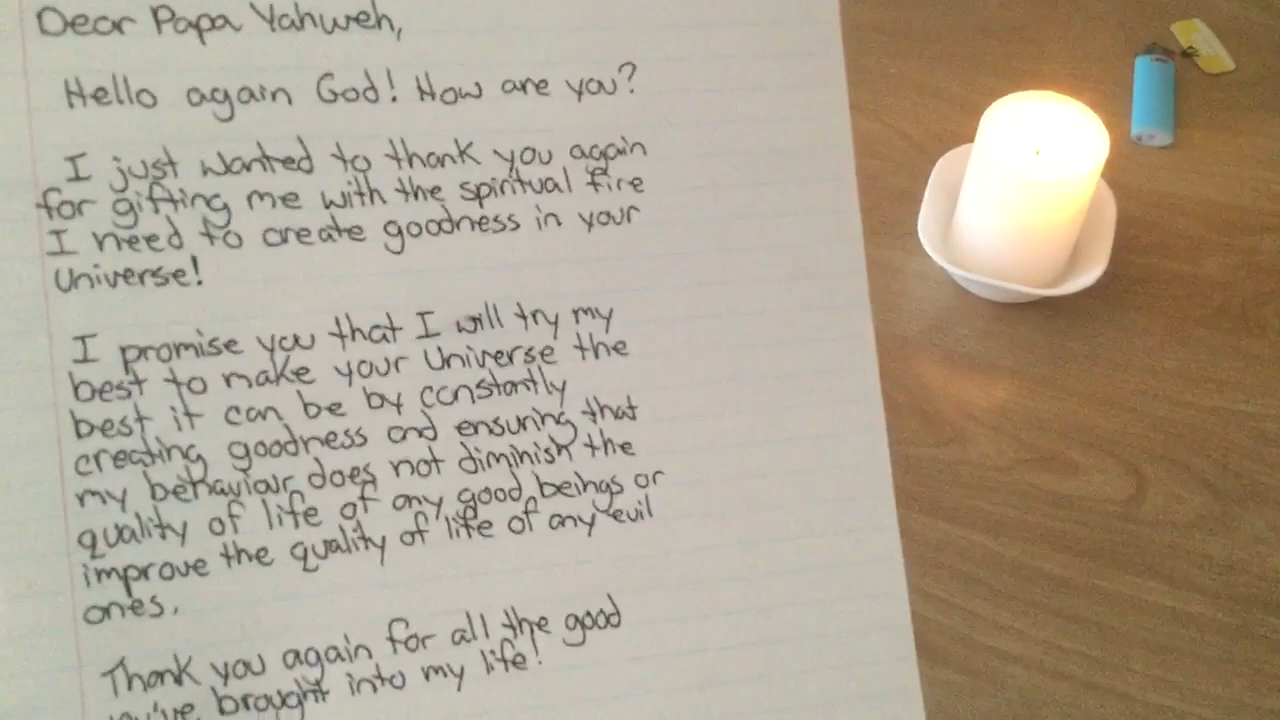 Dear Papa Yahweh,
Hello again God! How are you?
I just wanted to thank you again
for gifting me with the spiritual fire
I need to create goodness in your
Universe!
I promise you that I will try my
best to make your Universe the
best it can be by constantly
creating goodness and ensuring that
my behaviour does not diminish the
quality of life of any good beings or
improve the quality of life of any evil
ones.
Thank you again for all the good
you've brought into my life!